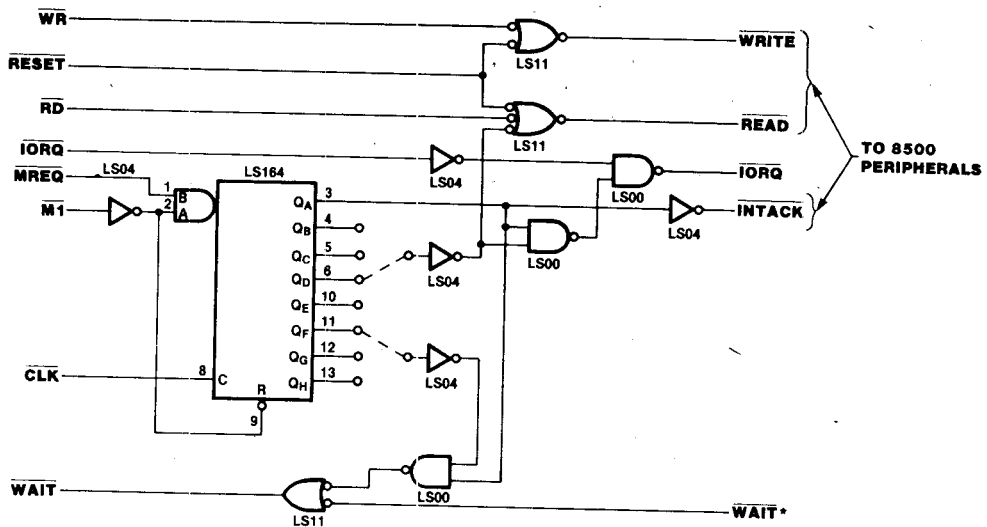 WR
WRITE
LS11
RESET
RD
READ
LS11
TO 8500
PERIPHERALS
IORQ
LS04
IORQ
LS00
MREQ
LS04
LS164
1
B
2
A
M1
QA 3
INTACK
LS04
QB 4
LS00
QC 5
QD 6
LS04
QE 10
QF 11
QG 12
LS04
QH 13
CLK
8
C
R
9
WAIT
LS00
LS11
WAIT*